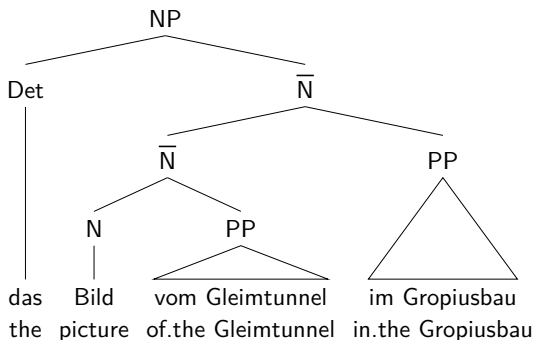 NP
Det N̅
N̅ PP
N PP
das Bild vom Gleimtunnel im Gropiusbau
the picture of.the Gleimtunnel in.the Gropiusbau